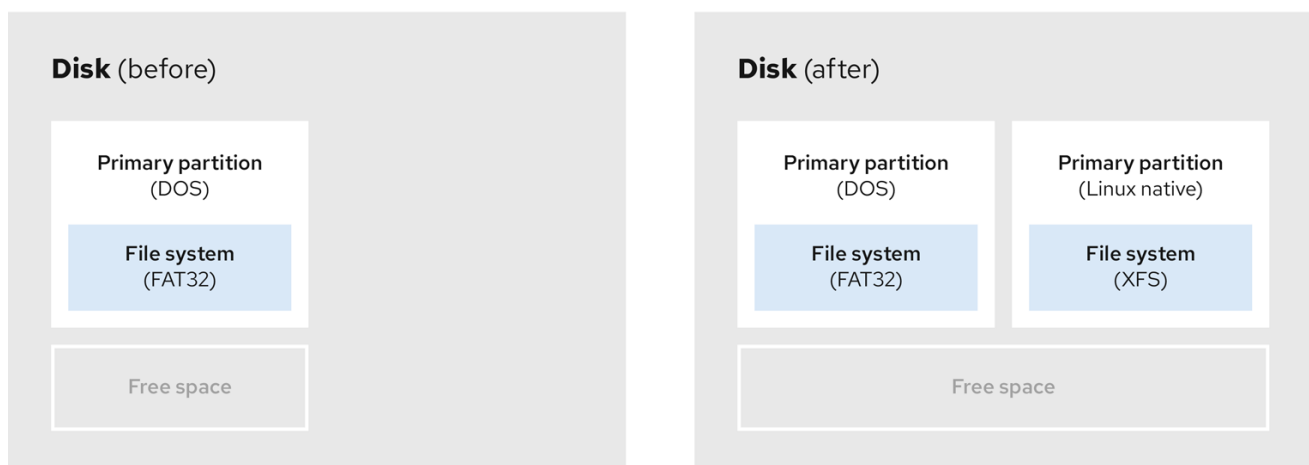 Disk (before)
Primary partition
(DOS)
File system
(FAT32)
Free space
Disk (after)
Primary partition
(DOS)
File system
(FAT32)
Primary partition
(Linux native)
File system
(XFS)
Free space